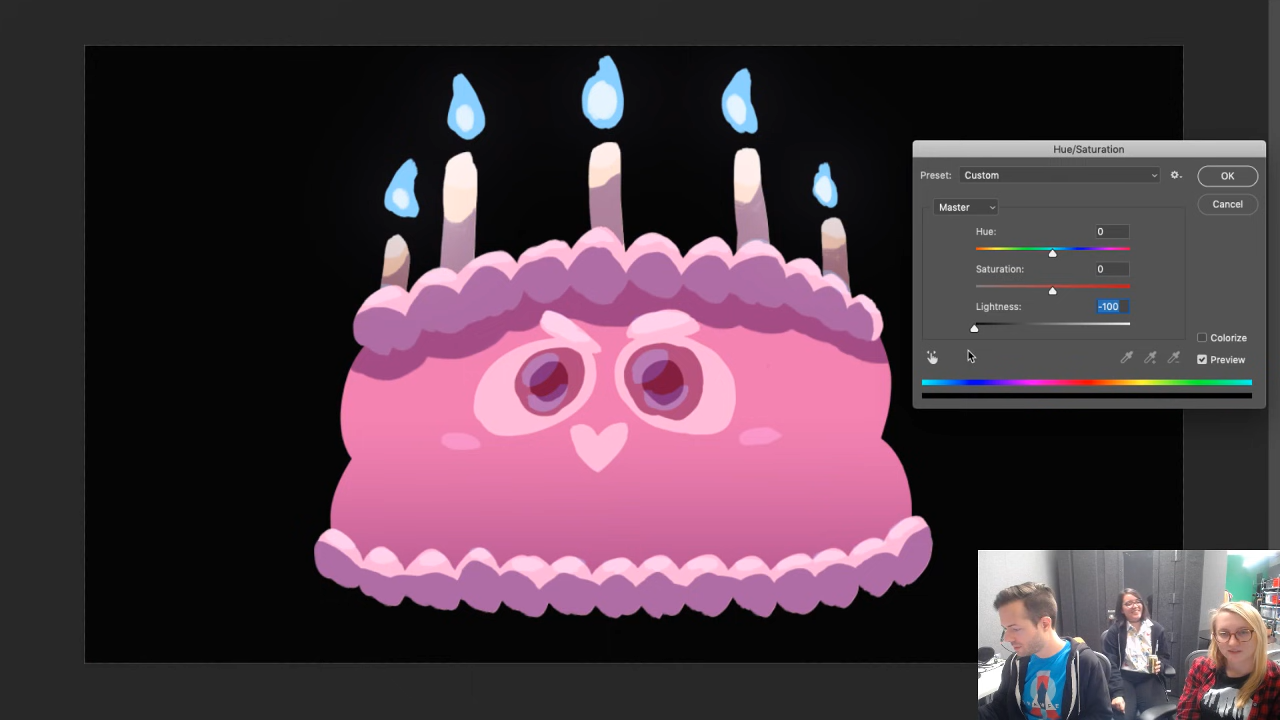 Hue/Saturation
Preset: Custom
OK
Master
Cancel
Hue: 0
Saturation: 0
Lightness: -100
Colorize
Preview